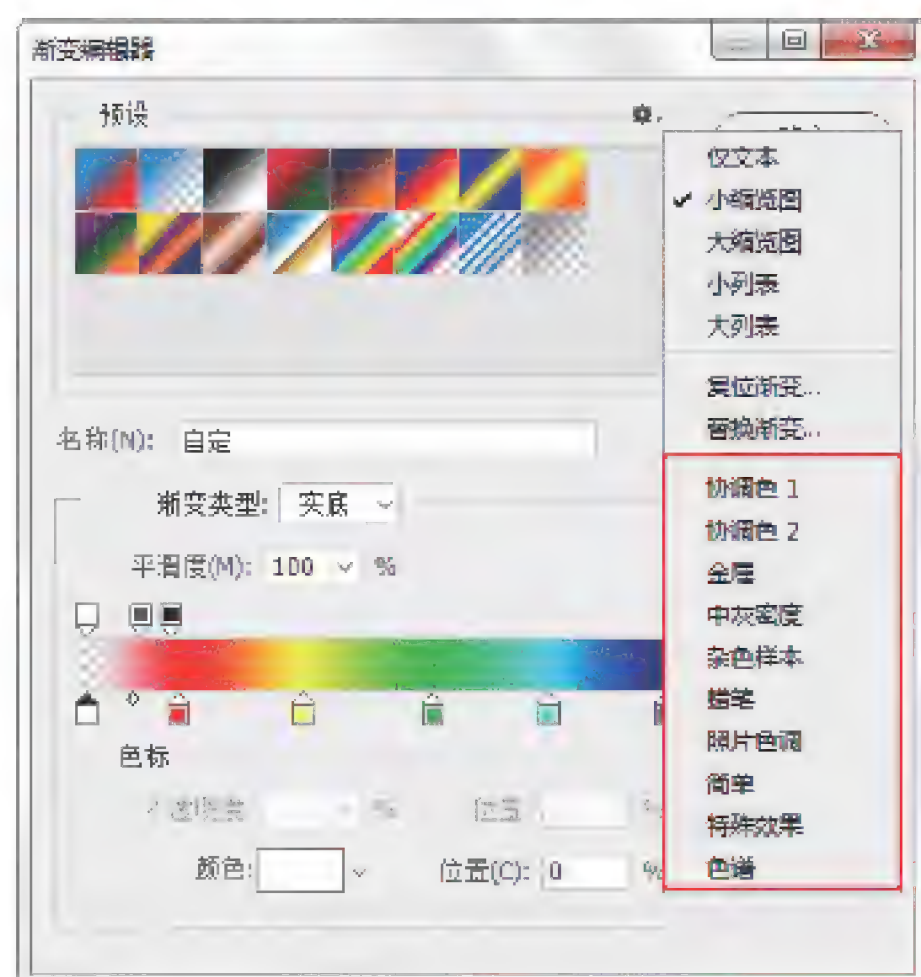 渐变编辑器
预设
仅文本
小缩览图
大缩览图
小列表
大列表
复位渐变...
替换渐变...
协调色 1
协调色 2
金属
中灰密度
杂色样本
蜡笔
照片色调
简单
特殊效果
色谱
名称(N): 自定
渐变类型: 实底
平滑度(M): 100 %
色标
不透明度: % 位置: %
颜色: 位置(C): 0 %